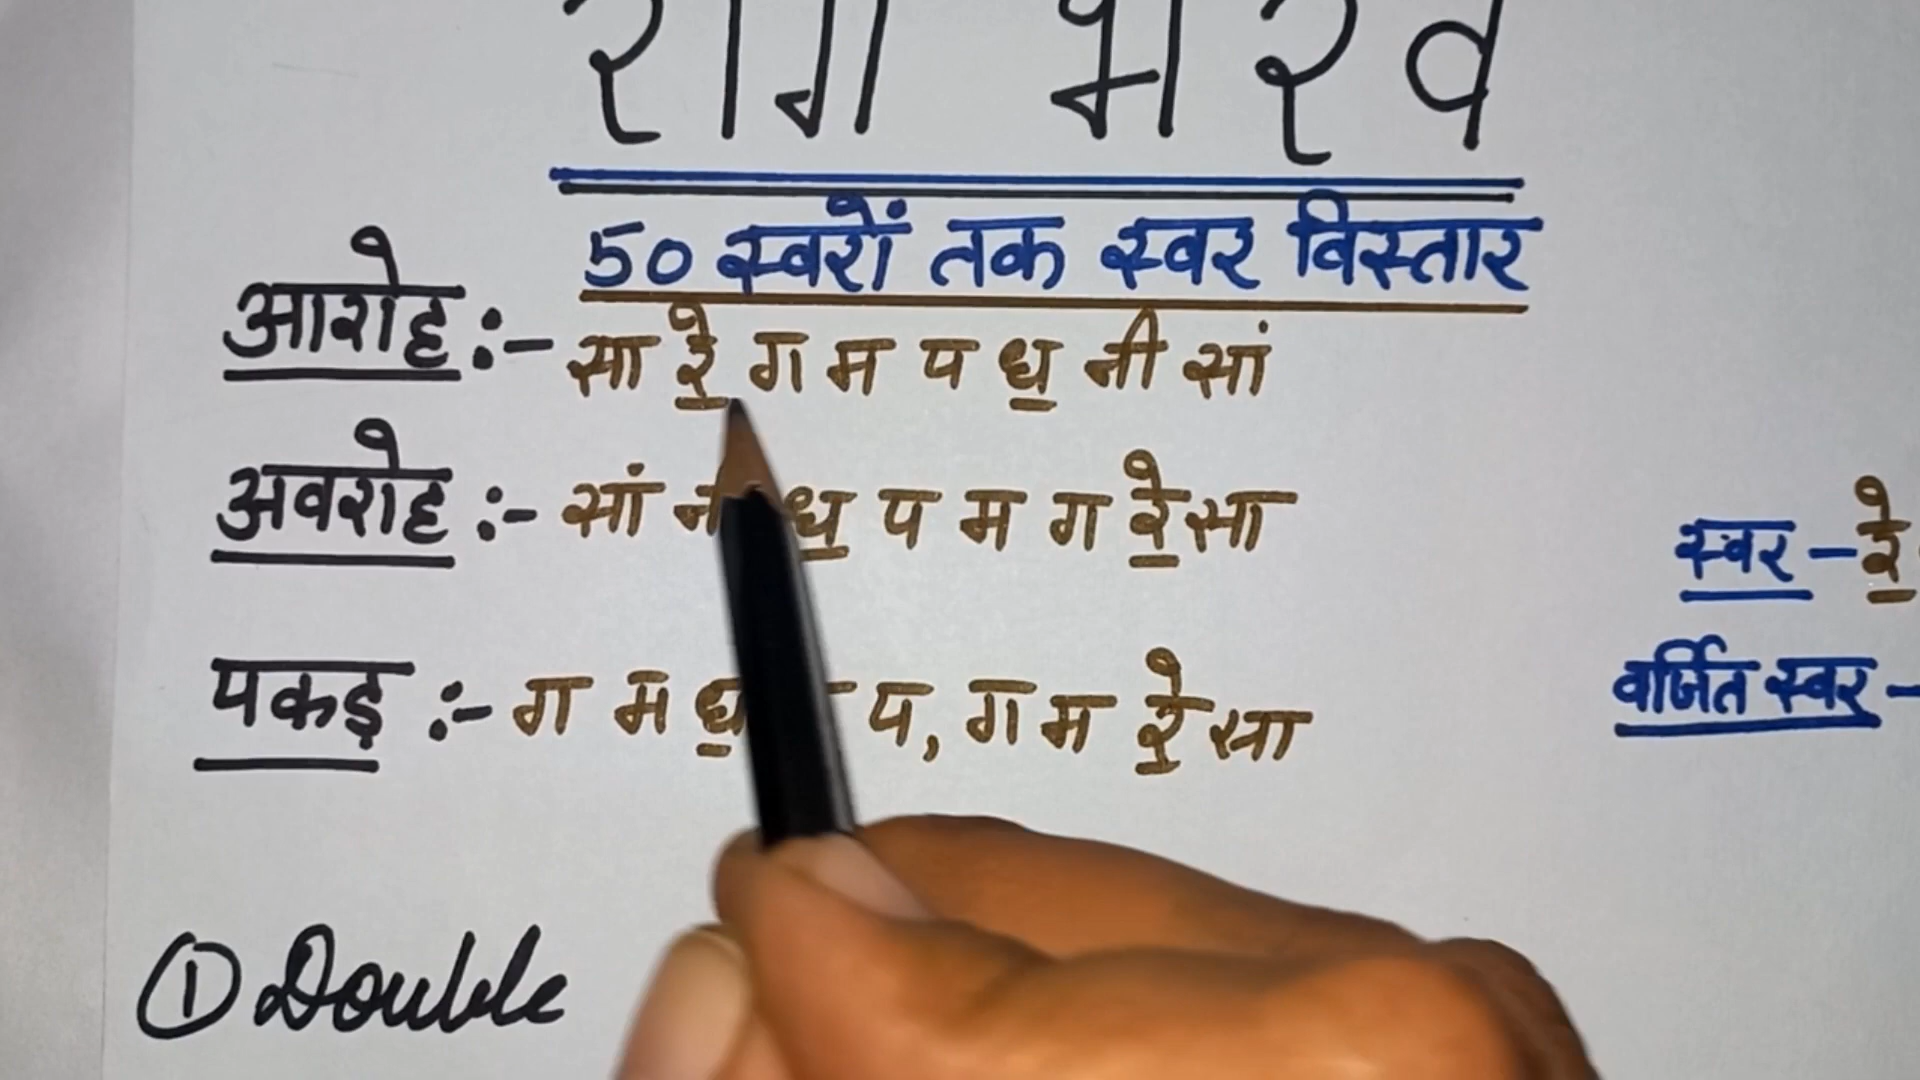 राग भैरव
50 स्वरों तक स्वर विस्तार
आरोह :- सा रे॒ ग म प ध॒ नी सां
अवरोह :- सां नी ध॒ प म ग रे॒ सा
स्वर - रे॒
पकड़ :- ग म ध॒ प, ग म रे॒ सा
वर्जित स्वर -
① Double